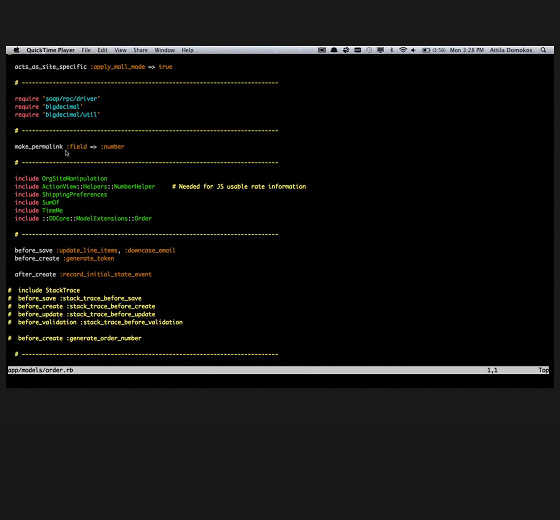 QuickTime Player File Edit View Share Window Help (1:56) Mon 3:28 PM Attila Domokos
acts_as_site_specific :apply_mall_mode => true
# ---------------------------------------------------------------------------
require 'soap/rpc/driver'
require 'bigdecimal'
require 'bigdecimal/util'
# ---------------------------------------------------------------------------
make_permalink :field => :number
# ---------------------------------------------------------------------------
include OrgSiteManipulation
include ActionView::Helpers::NumberHelper # Needed for JS usable rate information
include ShippingPreferences
include SumOf
include TimeMe
include ::DDCore::ModelExtensions::Order
# ---------------------------------------------------------------------------
before_save :update_line_items, :downcase_email
before_create :generate_token
after_create :record_initial_state_event
# include StackTrace
# before_save :stack_trace_before_save
# before_create :stack_trace_before_create
# before_update :stack_trace_before_update
# before_validation :stack_trace_before_validation
# before_create :generate_order_number
# ---------------------------------------------------------------------------
app/models/order.rb 1,1 Top